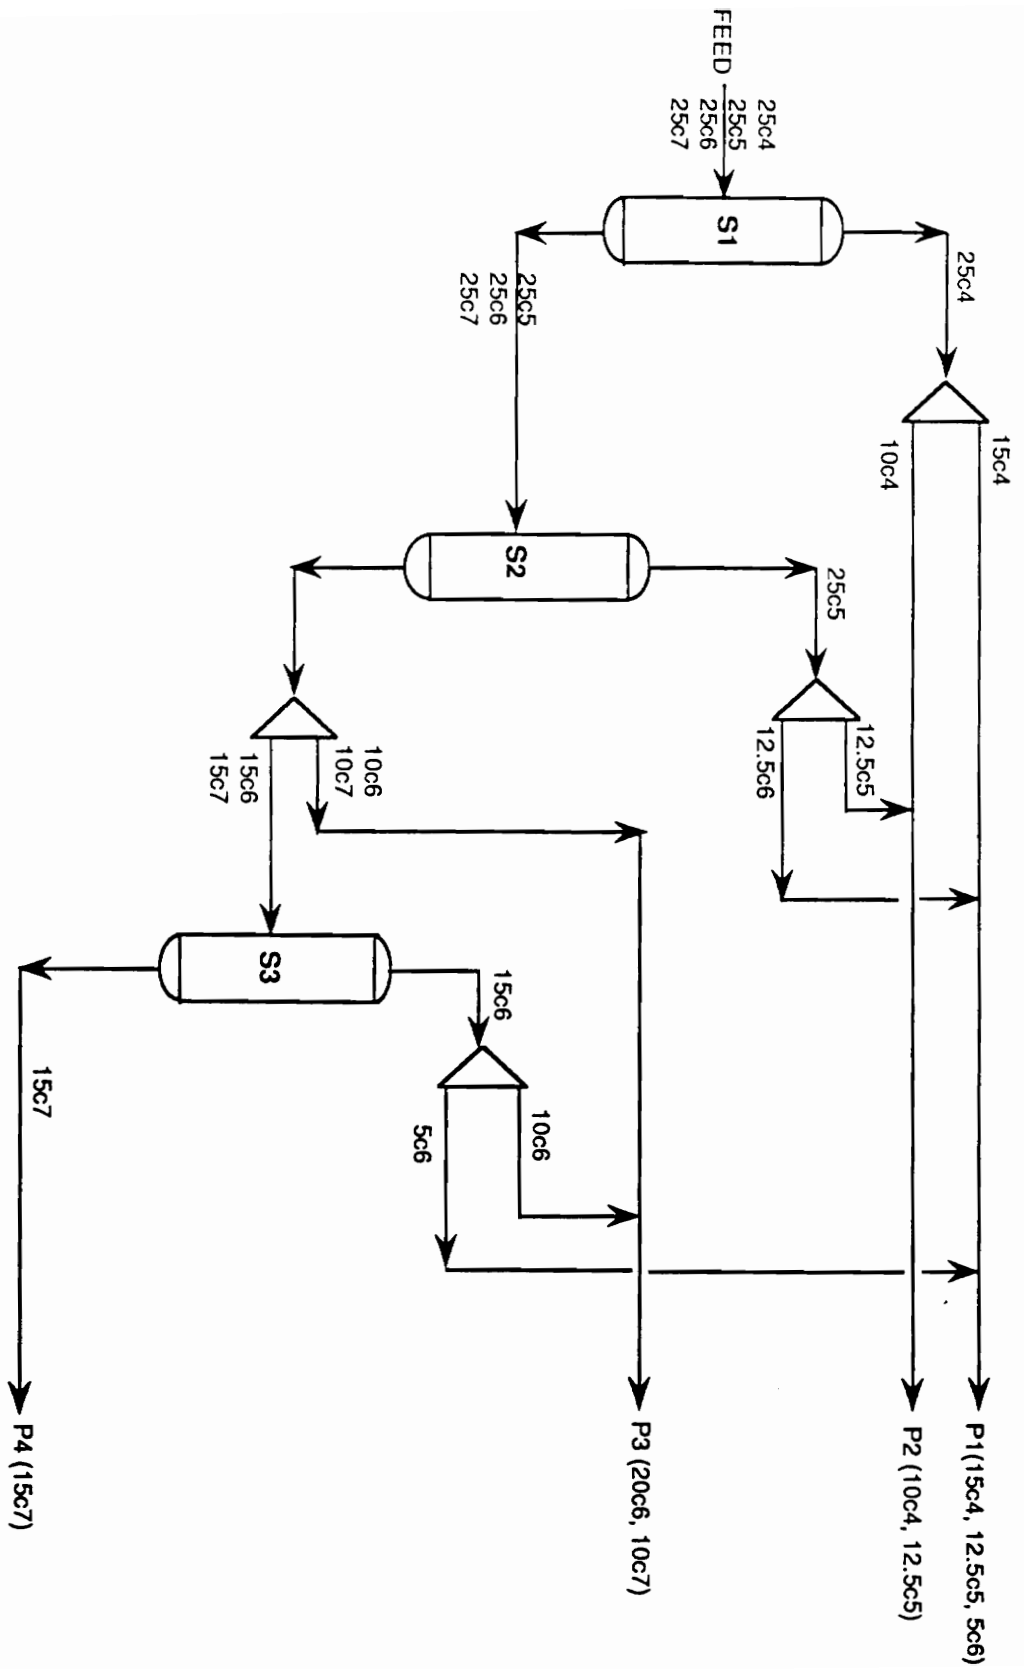 FEED
25c4
25c5
25c6
25c7
S1
25c4
15c4
10c4
25c5
25c6
25c7
S2
25c5
12.5c5
12.5c6
10c6
10c7
15c6
15c7
S3
15c6
10c6
5c6
15c7
P1(15c4, 12.5c5, 5c6)
P2 (10c4, 12.5c5)
P3 (20c6, 10c7)
P4 (15c7)